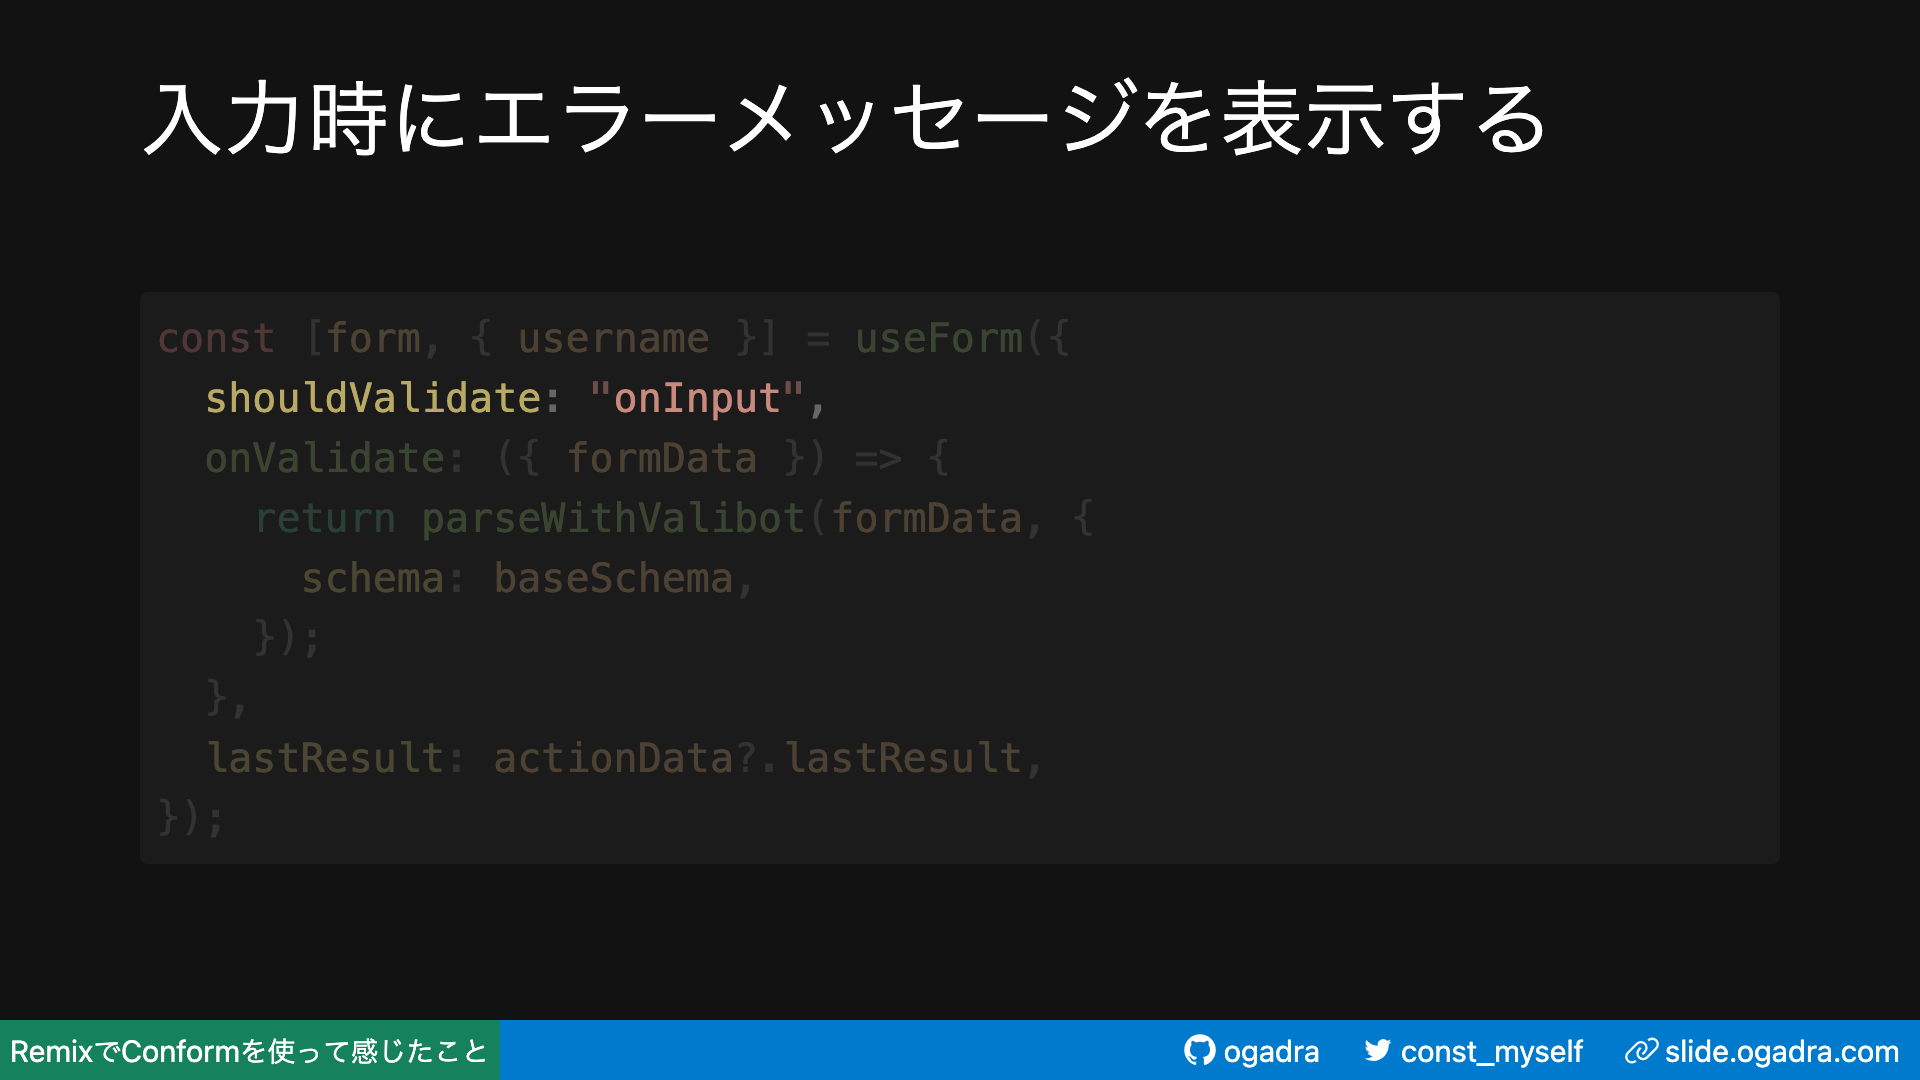 入力時にエラーメッセージを表示する
const [form, { username }] = useForm({
  shouldValidate: "onInput",
  onValidate: ({ formData }) => {
    return parseWithValibot(formData, {
      schema: baseSchema,
    });
  },
  lastResult: actionData?.lastResult,
});
RemixでConformを使って感じたこと
ogadra
const_myself
slide.ogadra.com